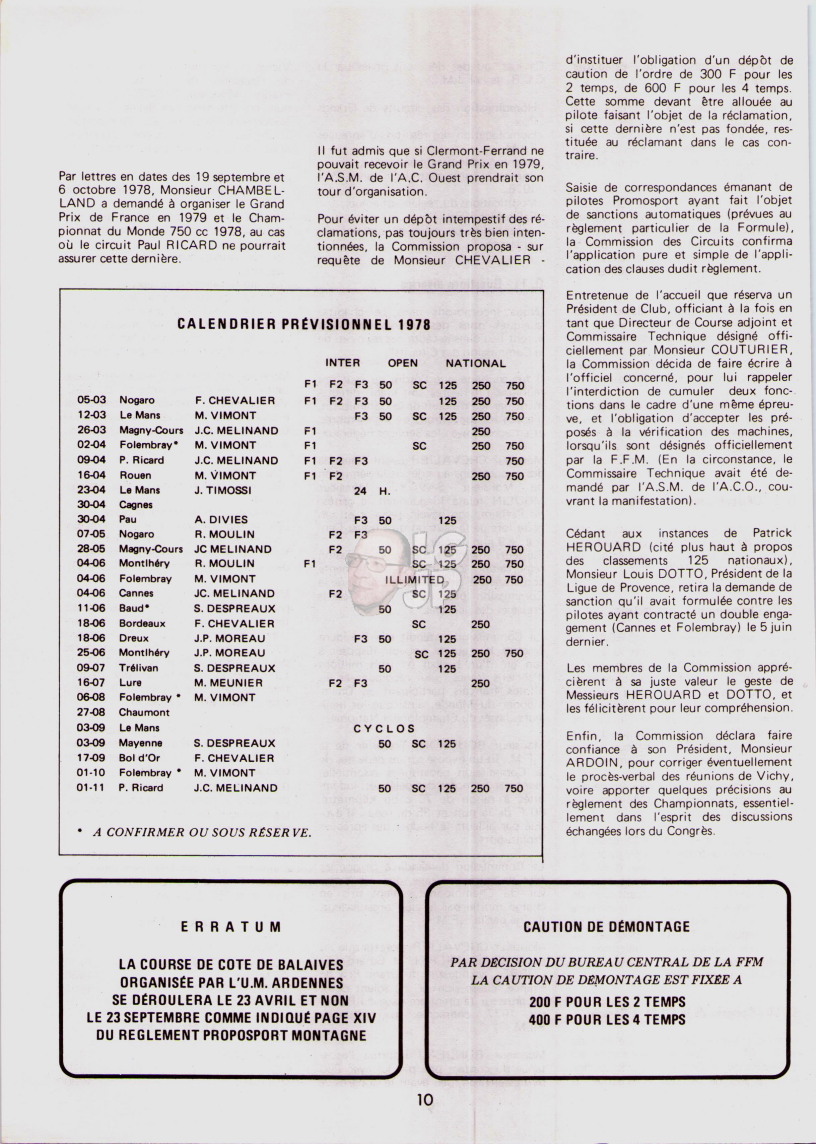 Par lettres en dates des 19 septembre et
6 octobre 1978, Monsieur CHAMBEL-
LAND a demandé à organiser le Grand
Prix de France en 1979 et le Cham-
pionnat du Monde 750 cc 1978, au cas
où le circuit Paul RICARD ne pourrait
assurer cette dernière.
Il fut admis que si Clermont-Ferrand ne
pouvait recevoir le Grand Prix en 1979,
l'A.S.M. de l'A.C. Ouest prendrait son
tour d'organisation.
Pour éviter un dépôt intempestif des ré-
clamations, pas toujours très bien inten-
tionnées, la Commission proposa - sur
requête de Monsieur CHEVALIER -
d'instituer l'obligation d'un dépôt de
caution de l'ordre de 300 F pour les
2 temps, de 600 F pour les 4 temps.
Cette somme devant être allouée au
pilote faisant l'objet de la réclamation,
si cette dernière n'est pas fondée, res-
tituée au réclamant dans le cas con-
traire.
Saisie de correspondances émanant de
pilotes Promosport ayant fait l'objet
de sanctions automatiques (prévues au
règlement particulier de la Formule),
la Commission des Circuits confirma
l'application pure et simple de l'appli-
cation des clauses dudit règlement.
Entretenue de l'accueil que réserva un
Président de Club, officiant à la fois en
tant que Directeur de Course adjoint et
Commissaire Technique désigné offi-
ciellement par Monsieur COUTURIER,
la Commission décida de faire écrire à
l'officiel concerné, pour lui rappeler
l'interdiction de cumuler deux fonc-
tions dans le cadre d'une même épreu-
ve, et l'obligation d'accepter les pré-
posés à la vérification des machines,
lorsqu'ils sont désignés officiellement
par la F.F.M. (En la circonstance, le
Commissaire Technique avait été de-
mandé par l'A.S.M. de l'A.C.O., cou-
vrant la manifestation).
Cédant aux instances de Patrick
HEROUARD (cité plus haut à propos
des classements 125 nationaux),
Monsieur Louis DOTTO, Président de la
Ligue de Provence, retira la demande de
sanction qu'il avait formulée contre les
pilotes ayant contracté un double enga-
gement (Cannes et Folembray) le 5 juin
dernier.
Les membres de la Commission appré-
cièrent à sa juste valeur le geste de
Messieurs HEROUARD et DOTTO, et
les félicitèrent pour leur compréhension.
Enfin, la Commission déclara faire
confiance à son Président, Monsieur
ARDOIN, pour corriger éventuellement
le procès-verbal des réunions de Vichy,
voire apporter quelques précisions au
règlement des Championnats, essentiel-
lement dans l'esprit des discussions
échangées lors du Congrès.
CALENDRIER PRÉVISIONNEL 1978
INTER OPEN NATIONAL
F1 F2 F3 50 SC 125 250 750
05-03 Nogaro F. CHEVALIER F1 F2 F3 50 125 250 750
12-03 Le Mans M. VIMONT F3 50 SC 125 250 750
26-03 Magny-Cours J.C. MELINAND F1 250
02-04 Folembray* M. VIMONT F1 SC 250 750
09-04 P. Ricard J.C. MELINAND F1 F2 F3 750
16-04 Rouen M. VIMONT F1 F2 250 750
23-04 Le Mans J. TIMOSSI 24 H.
30-04 Cagnes
30-04 Pau A. DIVIES F3 50 125
07-05 Nogaro R. MOULIN F2 F3
28-05 Magny-Cours JC MELINAND F2 50 SC 125 250 750
04-06 Montlhéry R. MOULIN F1 SC 125 250 750
04-06 Folembray M. VIMONT ILLIMITED 250 750
04-06 Cannes JC. MELINAND F2 SC 125
11-06 Baud* S. DESPREAUX 50 125
18-06 Bordeaux F. CHEVALIER SC 250
18-06 Dreux J.P. MOREAU F3 50 125
25-06 Montlhéry J.P. MOREAU SC 125 250 750
09-07 Trélivan S. DESPREAUX 50 125
16-07 Lure M. MEUNIER F2 F3 250
06-08 Folembray * M. VIMONT
27-08 Chaumont
03-09 Le Mans CYCLOS
03-09 Mayenne S. DESPREAUX 50 SC 125
17-09 Bol d'Or F. CHEVALIER
01-10 Folembray * M. VIMONT
01-11 P. Ricard J.C. MELINAND 50 SC 125 250 750
* A CONFIRMER OU SOUS RÉSERVE.
ERRATUM
LA COURSE DE COTE DE BALAIVES
ORGANISÉE PAR L'U.M. ARDENNES
SE DÉROULERA LE 23 AVRIL ET NON
LE 23 SEPTEMBRE COMME INDIQUÉ PAGE XIV
DU REGLEMENT PROPOSPORT MONTAGNE
CAUTION DE DÉMONTAGE
PAR DÉCISION DU BUREAU CENTRAL DE LA FFM
LA CAUTION DE DEMONTAGE EST FIXÉE A
200 F POUR LES 2 TEMPS
400 F POUR LES 4 TEMPS
10